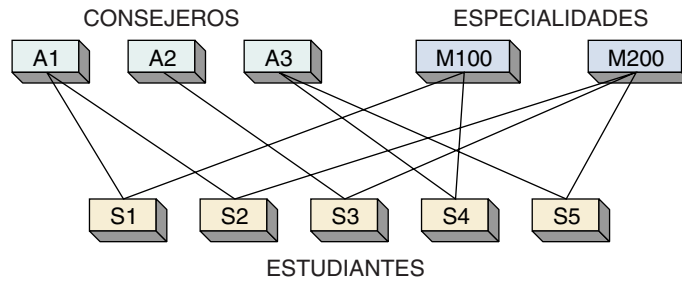 CONSEJEROS ESPECIALIDADES
A1 A2 A3 M100 M200
S1 S2 S3 S4 S5
ESTUDIANTES